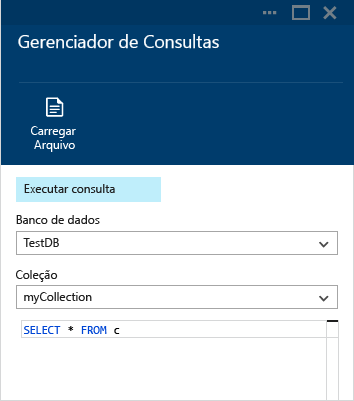 Gerenciador de Consultas
Carregar
Arquivo
Executar consulta
Banco de dados
TestDB
Coleção
myCollection
SELECT * FROM c